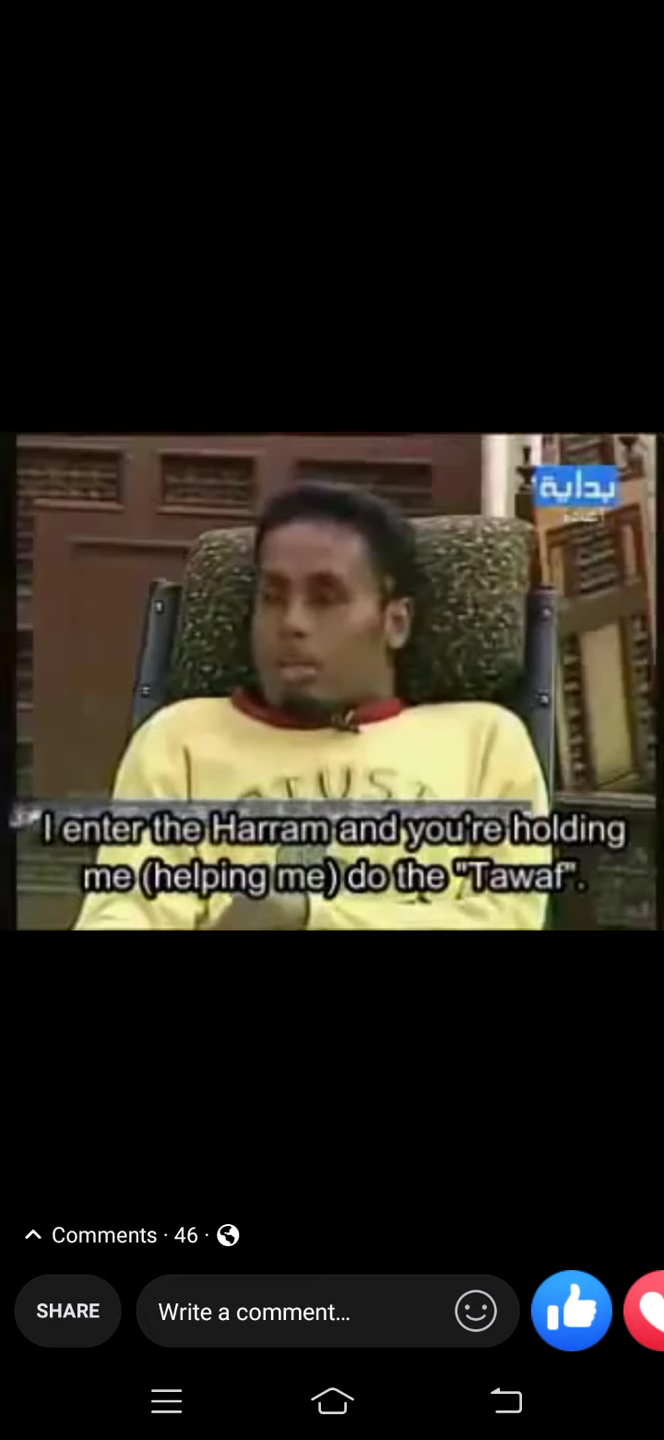 بداية
I enter the Harram and you're holding
me (helping me) do the "Tawaf".
Comments · 46 ·
SHARE
Write a comment...